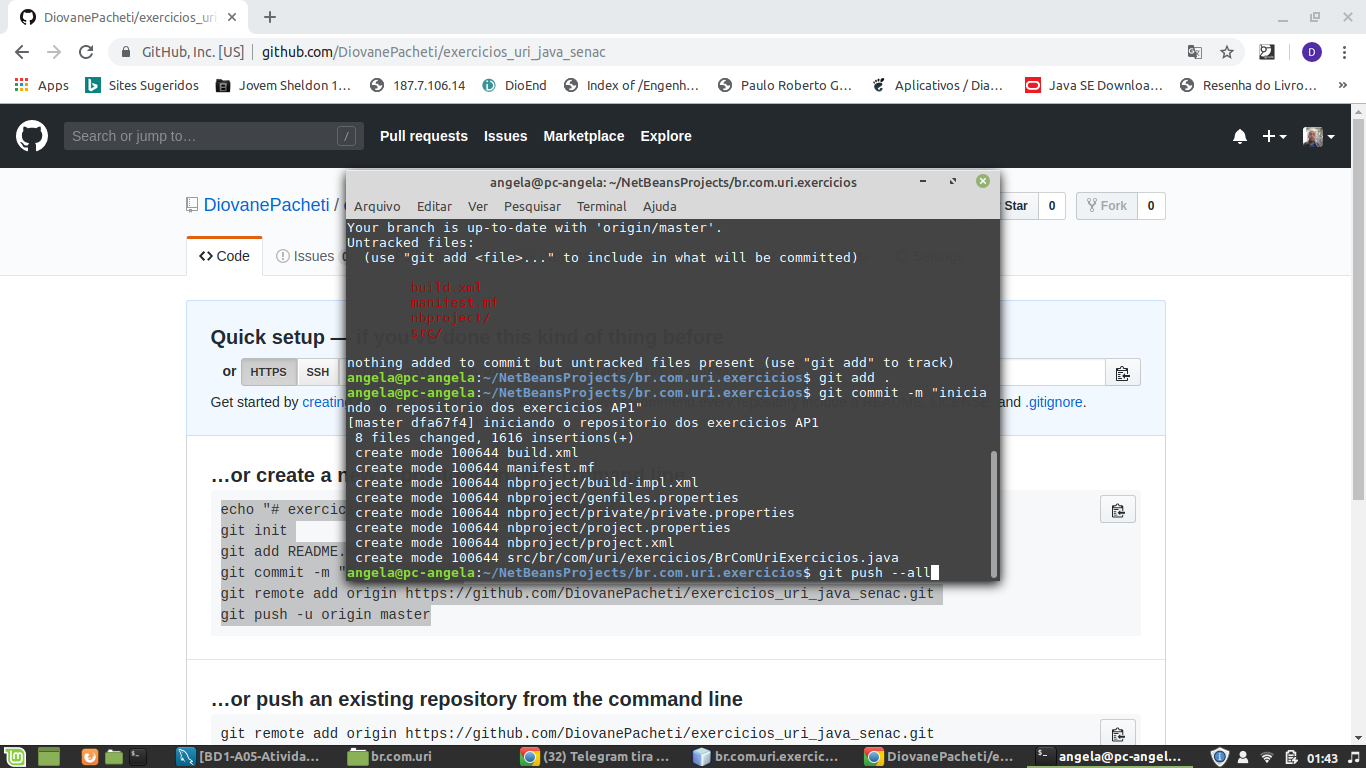 DiovanePacheti/exercicios_uri
GitHub, Inc. [US]
github.com/DiovanePacheti/exercicios_uri_java_senac
D
Apps
Sites Sugeridos
Jovem Sheldon 1…
187.7.106.14
DioEnd
Index of /Engenh…
Paulo Roberto G…
Aplicativos / Dia…
Java SE Downloa…
Resenha do Livro…
»
Search or jump to…
/
Pull requests
Issues
Marketplace
Explore
DiovanePacheti /
Star
0
Fork
0
Code
Issues
angela@pc-angela: ~/NetBeansProjects/br.com.uri.exercicios
Arquivo Editar Ver Pesquisar Terminal Ajuda
Your branch is up-to-date with 'origin/master'.
Untracked files:
(use "git add <file>..." to include in what will be committed)
build.xml
manifest.mf
nbproject/
src/
nothing added to commit but untracked files present (use "git add" to track)
angela@pc-angela:~/NetBeansProjects/br.com.uri.exercicios$ git add .
angela@pc-angela:~/NetBeansProjects/br.com.uri.exercicios$ git commit -m "inicia
ndo o repositorio dos exercicios AP1"
[master dfa67f4] iniciando o repositorio dos exercicios AP1
8 files changed, 1616 insertions(+)
create mode 100644 build.xml
create mode 100644 manifest.mf
create mode 100644 nbproject/build-impl.xml
create mode 100644 nbproject/genfiles.properties
create mode 100644 nbproject/private/private.properties
create mode 100644 nbproject/project.properties
create mode 100644 nbproject/project.xml
create mode 100644 src/br/com/uri/exercicios/BrComUriExercicios.java
angela@pc-angela:~/NetBeansProjects/br.com.uri.exercicios$ git push --all
Quick setup — if you've done this kind of thing before
or
HTTPS
SSH
Get started by creatin
and .gitignore.
…or create a n
command line
echo "# exercic
git init
git add README.
git commit -m "
git remote add origin https://github.com/DiovanePacheti/exercicios_uri_java_senac.git
git push -u origin master
…or push an existing repository from the command line
git remote add origin https://github.com/DiovanePacheti/exercicios_uri_java_senac.git
[BD1-A05-Ativida...
br.com.uri
(32) Telegram tira ...
br.com.uri.exercic...
DiovanePacheti/e...
angela@pc-angel...
01:43